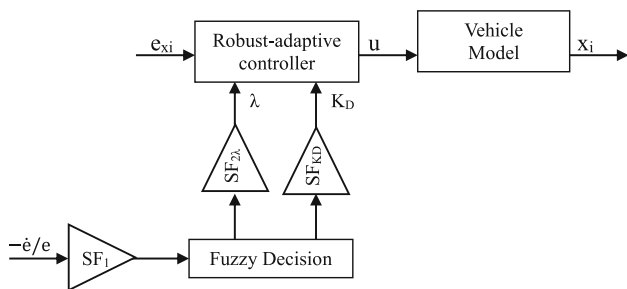 e_xi
Robust-adaptive
controller
u
Vehicle
Model
x_i
λ
K_D
SF_2λ
SF_KD
−ė/e
SF_1
Fuzzy Decision